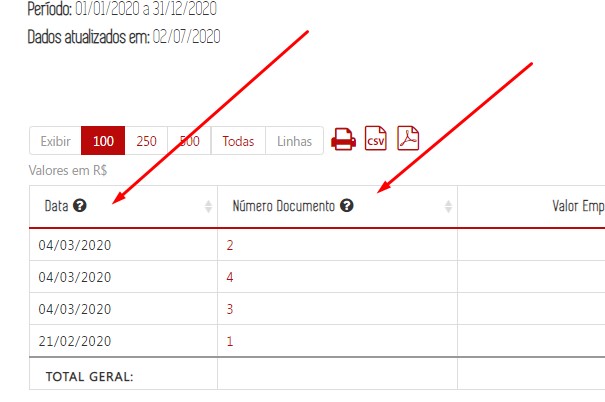 Período: 01/01/2020 a 31/12/2020
Dados atualizados em: 02/07/2020
Exibir 100 250 500 Todas Linhas CSV
Valores em R$
Data ? Número Documento ? Valor Emp
04/03/2020 2
04/03/2020 4
04/03/2020 3
21/02/2020 1
TOTAL GERAL: